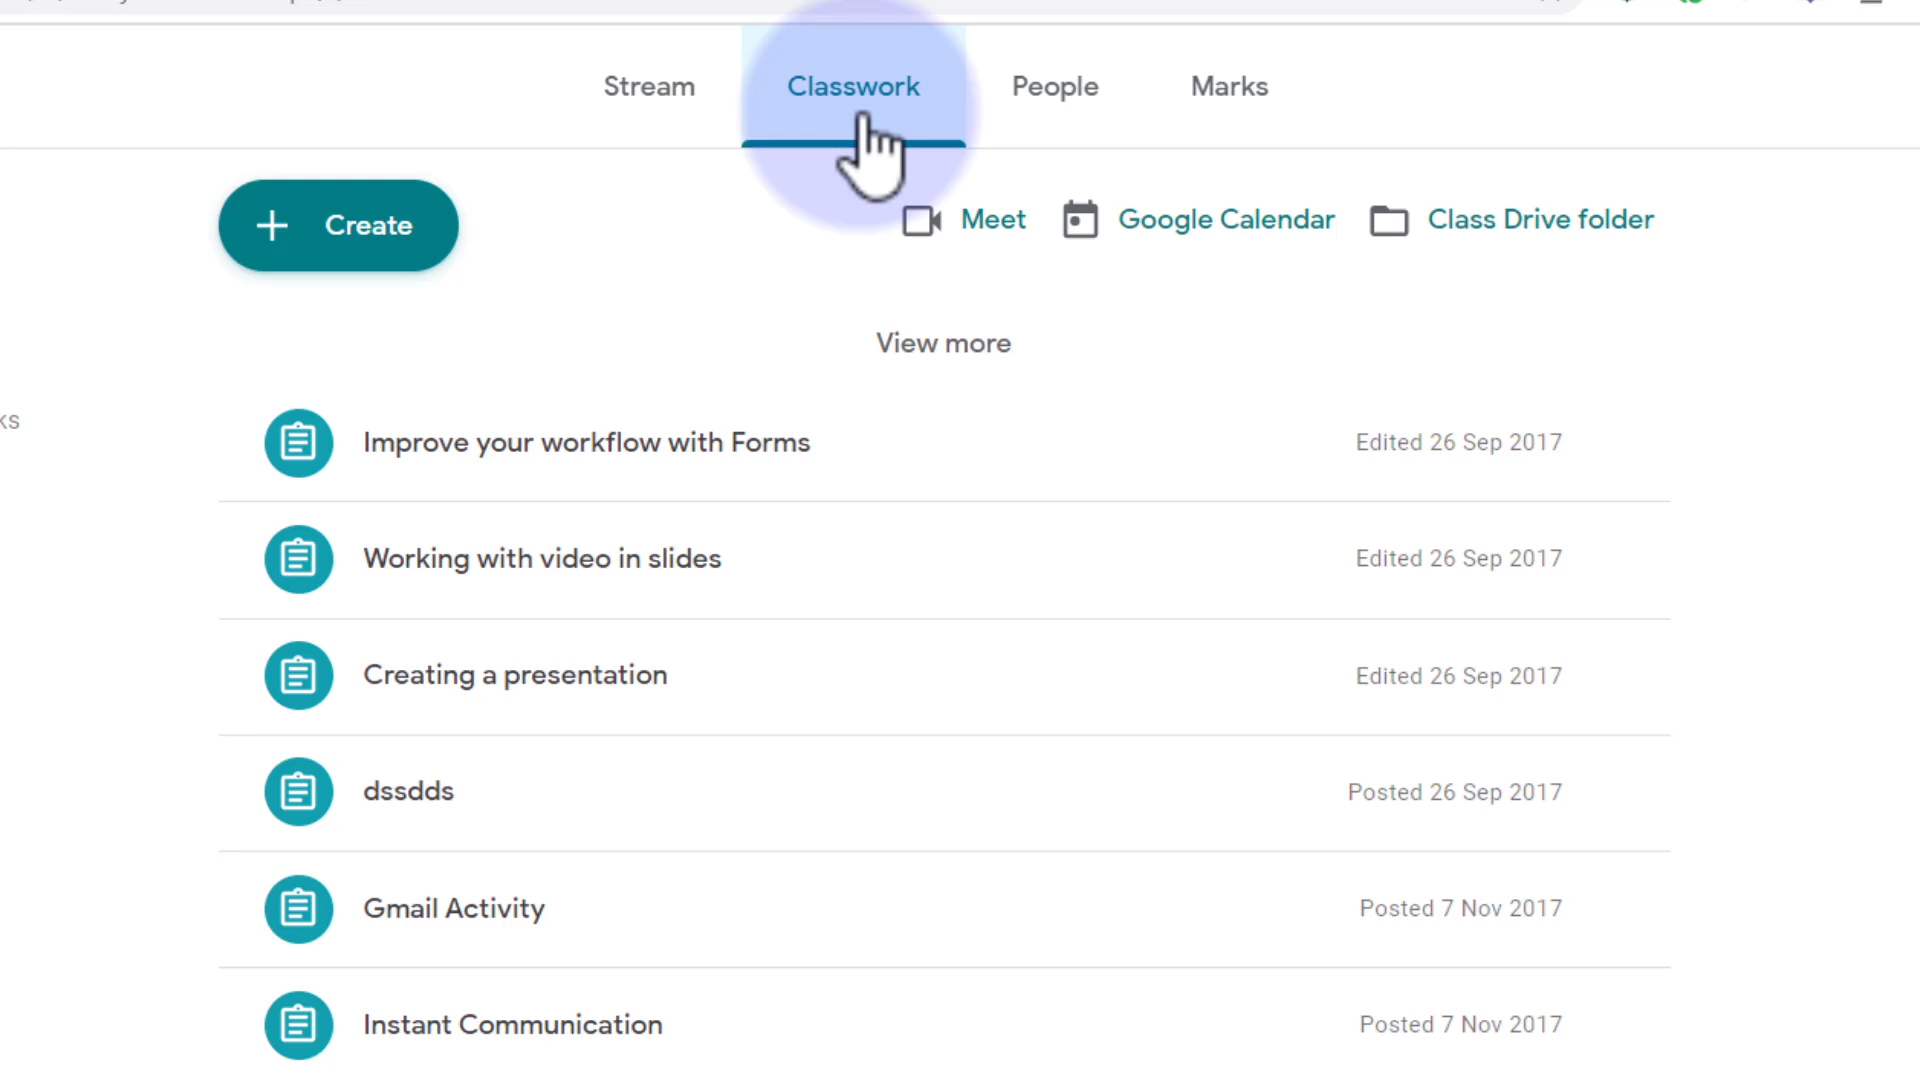 Stream Classwork People Marks
Create Meet Google Calendar Class Drive folder
View more
ks
Improve your workflow with Forms Edited 26 Sep 2017
Working with video in slides Edited 26 Sep 2017
Creating a presentation Edited 26 Sep 2017
dssdds Posted 26 Sep 2017
Gmail Activity Posted 7 Nov 2017
Instant Communication Posted 7 Nov 2017